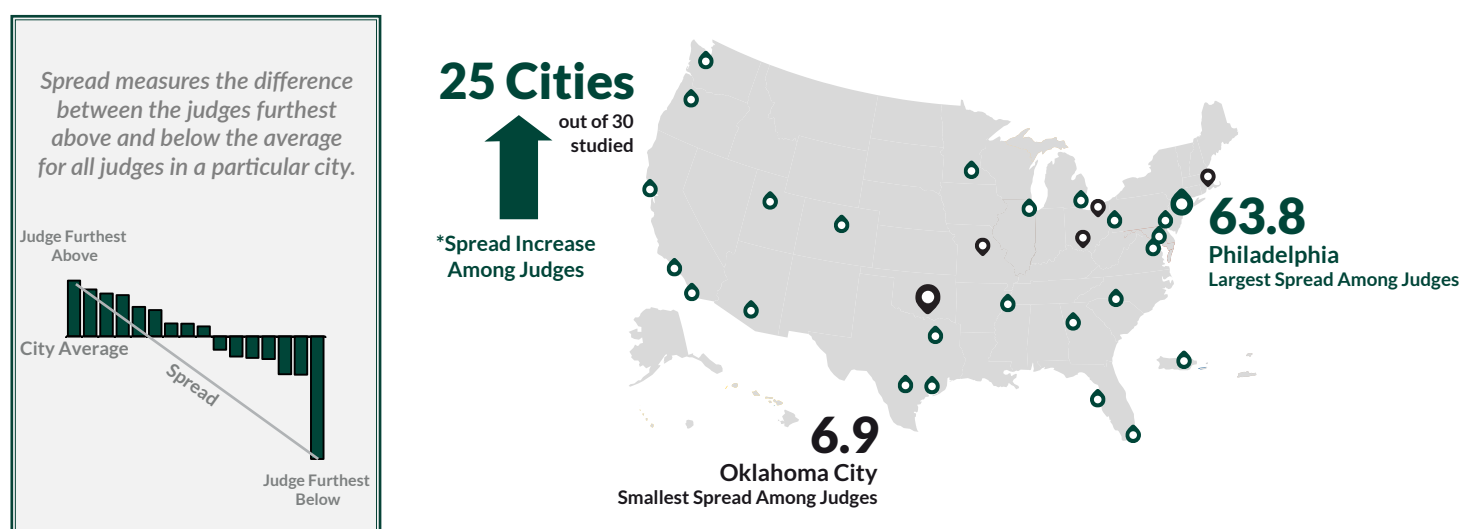 Spread measures the difference
between the judges furthest
above and below the average
for all judges in a particular city.
Judge Furthest
Above
City Average
Spread
Judge Furthest
Below
25 Cities
out of 30
studied
*Spread Increase
Among Judges
63.8
Philadelphia
Largest Spread Among Judges
6.9
Oklahoma City
Smallest Spread Among Judges